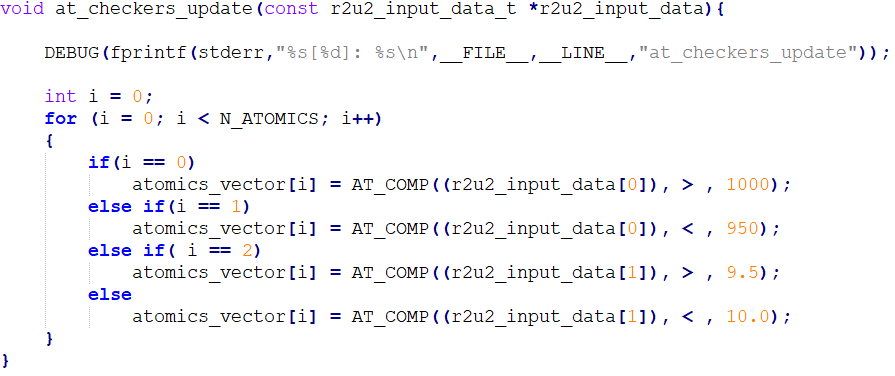 void at_checkers_update(const r2u2_input_data_t *r2u2_input_data){

    DEBUG(fprintf(stderr,"%s[%d]: %s\n",__FILE__,__LINE__,"at_checkers_update"));

    int i = 0;
    for (i = 0; i < N_ATOMICS; i++)
    {
        if(i == 0)
            atomics_vector[i] = AT_COMP((r2u2_input_data[0]), > , 1000);
        else if(i == 1)
            atomics_vector[i] = AT_COMP((r2u2_input_data[0]), < , 950);
        else if( i == 2)
            atomics_vector[i] = AT_COMP((r2u2_input_data[1]), > , 9.5);
        else
            atomics_vector[i] = AT_COMP((r2u2_input_data[1]), < , 10.0);
    }
}